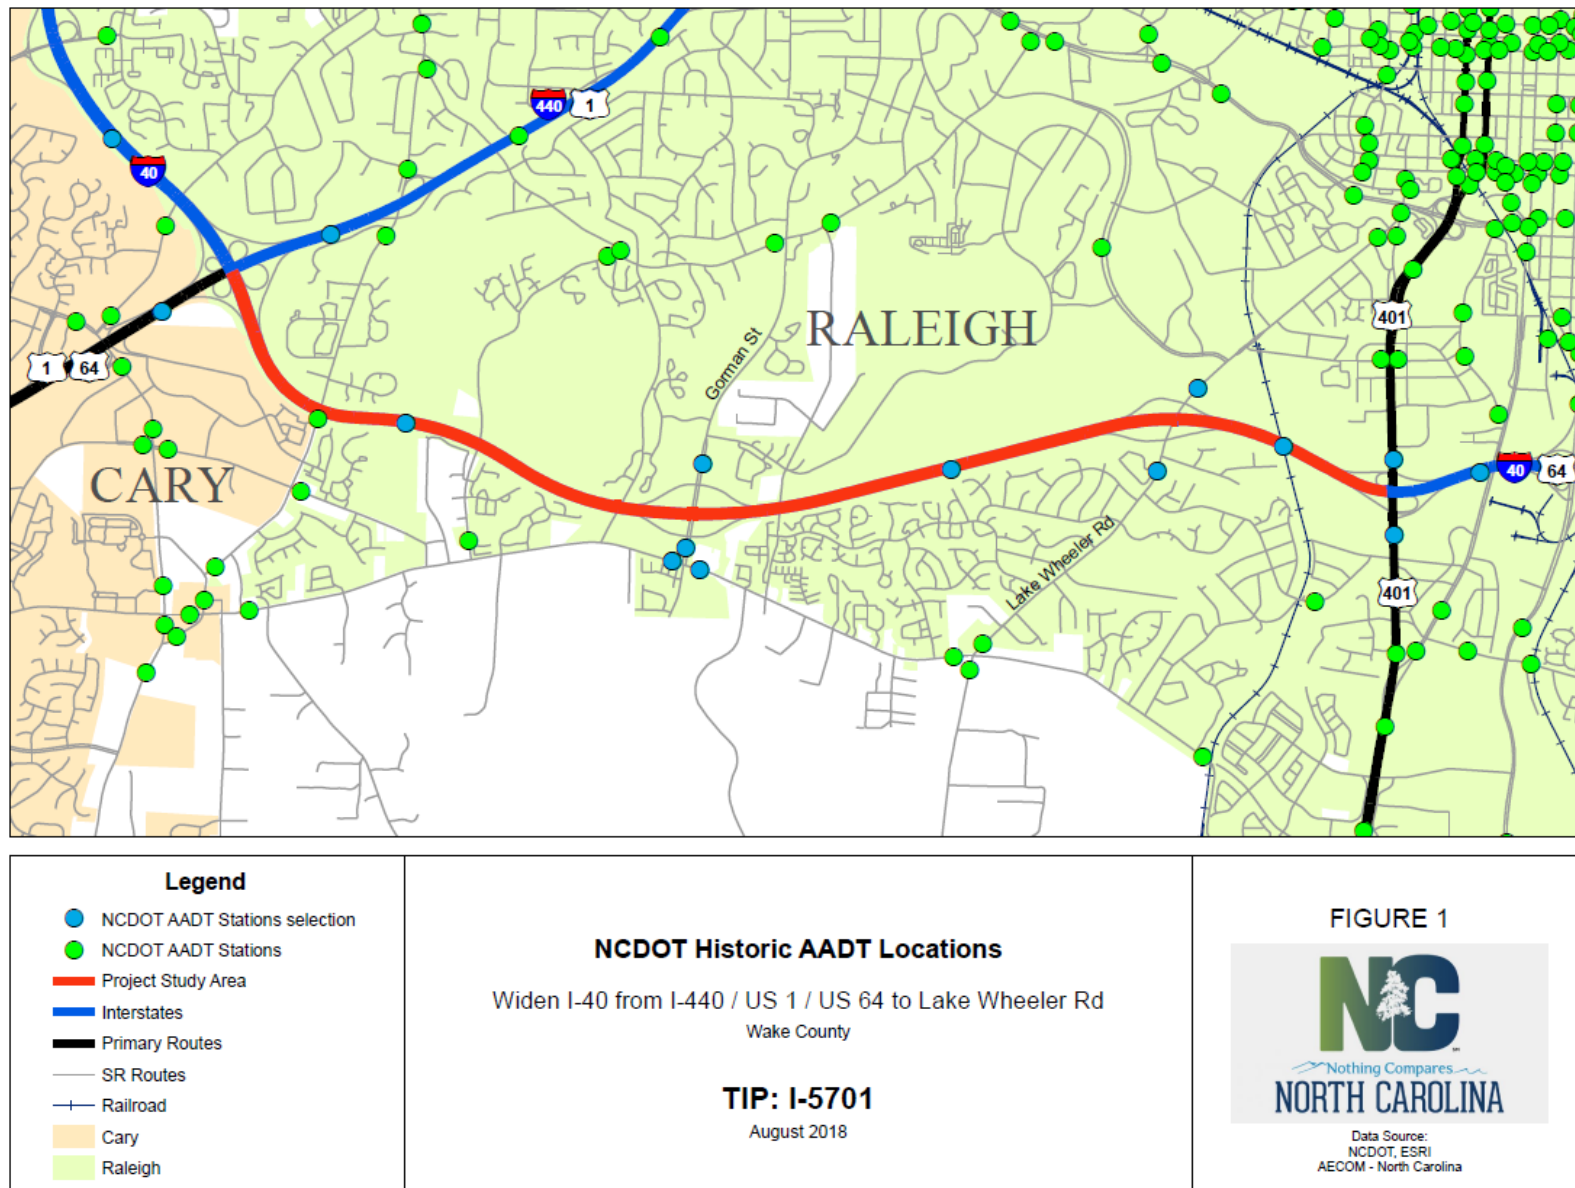 440
1
40
Gorman St
RALEIGH
401
1
64
CARY
40
64
Lake Wheeler Rd
401
Legend
NCDOT AADT Stations selection
NCDOT AADT Stations
Project Study Area
Interstates
Primary Routes
SR Routes
Railroad
Cary
Raleigh
NCDOT Historic AADT Locations
Widen I-40 from I-440 / US 1 / US 64 to Lake Wheeler Rd
Wake County
TIP: I-5701
August 2018
FIGURE 1
NC
Nothing Compares
NORTH CAROLINA
Data Source:
NCDOT, ESRI
AECOM - North Carolina